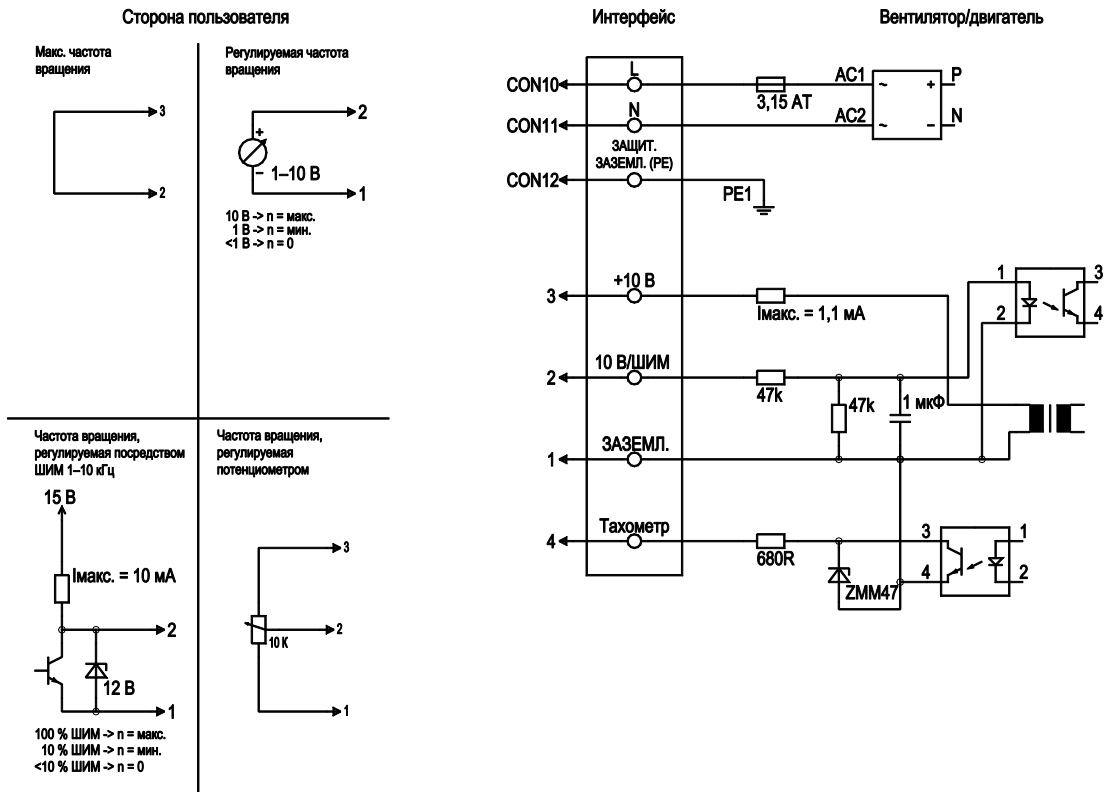 Сторона пользователя
Макс. частота
вращения
3
2
Регулируемая частота
вращения
2
+
– 1–10 В
1
10 В -> n = макс.
1 В -> n = мин.
<1 В -> n = 0
Частота вращения,
регулируемая посредством
ШИМ 1–10 кГц
15 В
Iмакс. = 10 мА
2
12 В
1
100 % ШИМ -> n = макс.
10 % ШИМ -> n = мин.
<10 % ШИМ -> n = 0
Частота вращения,
регулируемая
потенциометром
3
2
10 K
1
Интерфейс
Вентилятор/двигатель
L
CON10
3,15 AT
AC1
~ + P
N
CON11
AC2
~ – N
ЗАЩИТ.
ЗАЗЕМЛ. (PE)
CON12
PE1
+10 В
3
Iмакс. = 1,1 мА
1
2
3
4
10 В/ШИМ
2
47k
47k
1 мкФ
ЗАЗЕМЛ.
1
Тахометр
4
680R
ZMM47
3
4
1
2